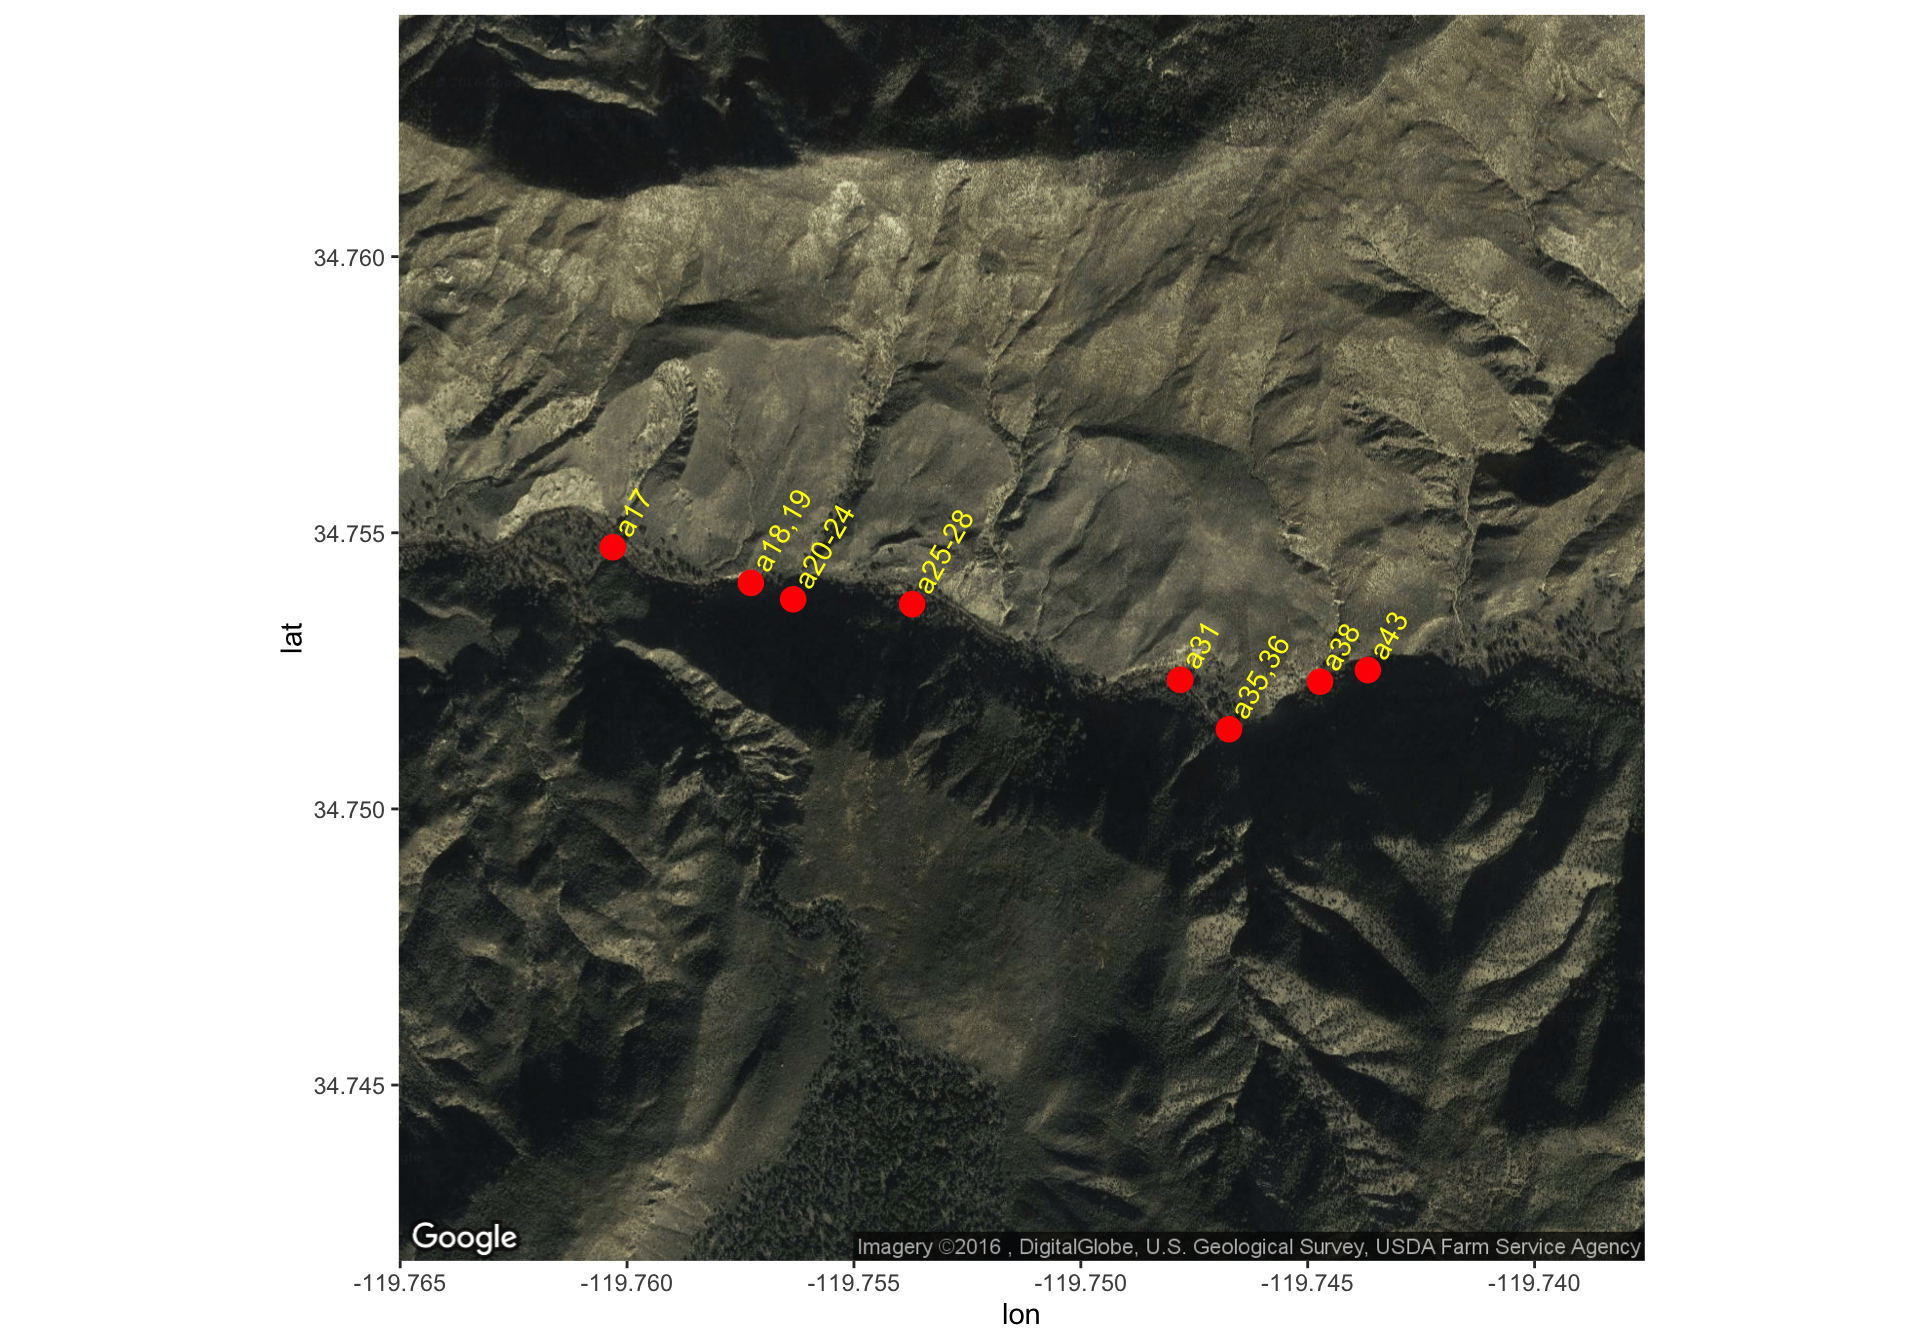 34.760
34.755
34.750
34.745
lat
a17
a18,19
a20-24
a25-28
a31
a35,36
a38
a43
Google
Imagery ©2016 , DigitalGlobe, U.S. Geological Survey, USDA Farm Service Agency
-119.765
-119.760
-119.755
-119.750
-119.745
-119.740
lon